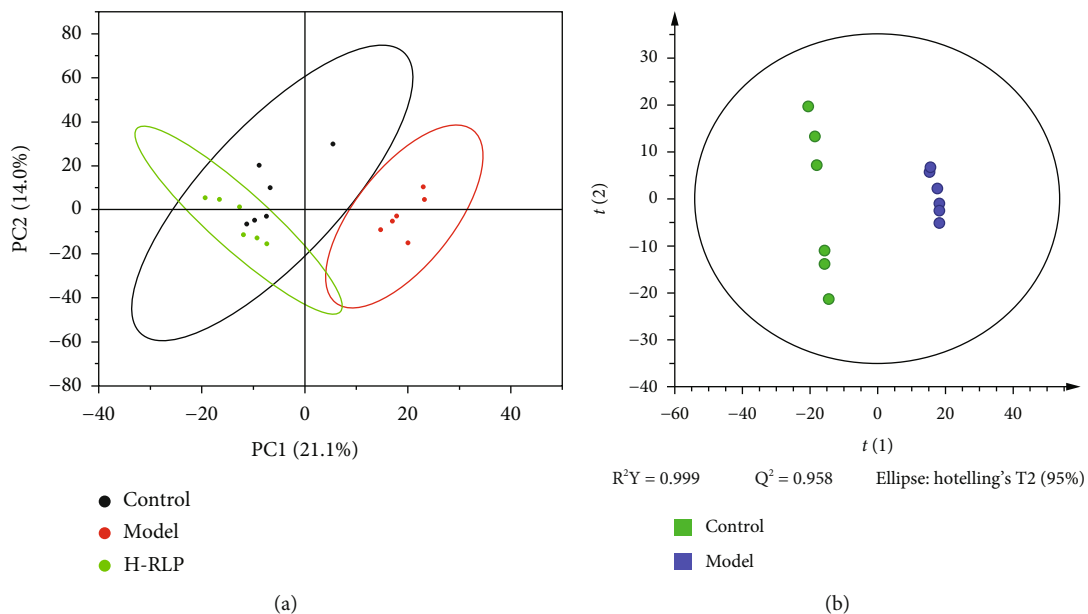 80
60
40
20
0
−20
−40
−60
−80
PC2 (14.0%)
−40
−20
0
20
40
PC1 (21.1%)
Control
Model
H-RLP
(a)
30
20
10
0
−10
−20
−30
−40
t (2)
−60
−40
−20
0
20
40
t (1)
R²Y = 0.999 Q² = 0.958 Ellipse: hotelling's T2 (95%)
Control
Model
(b)